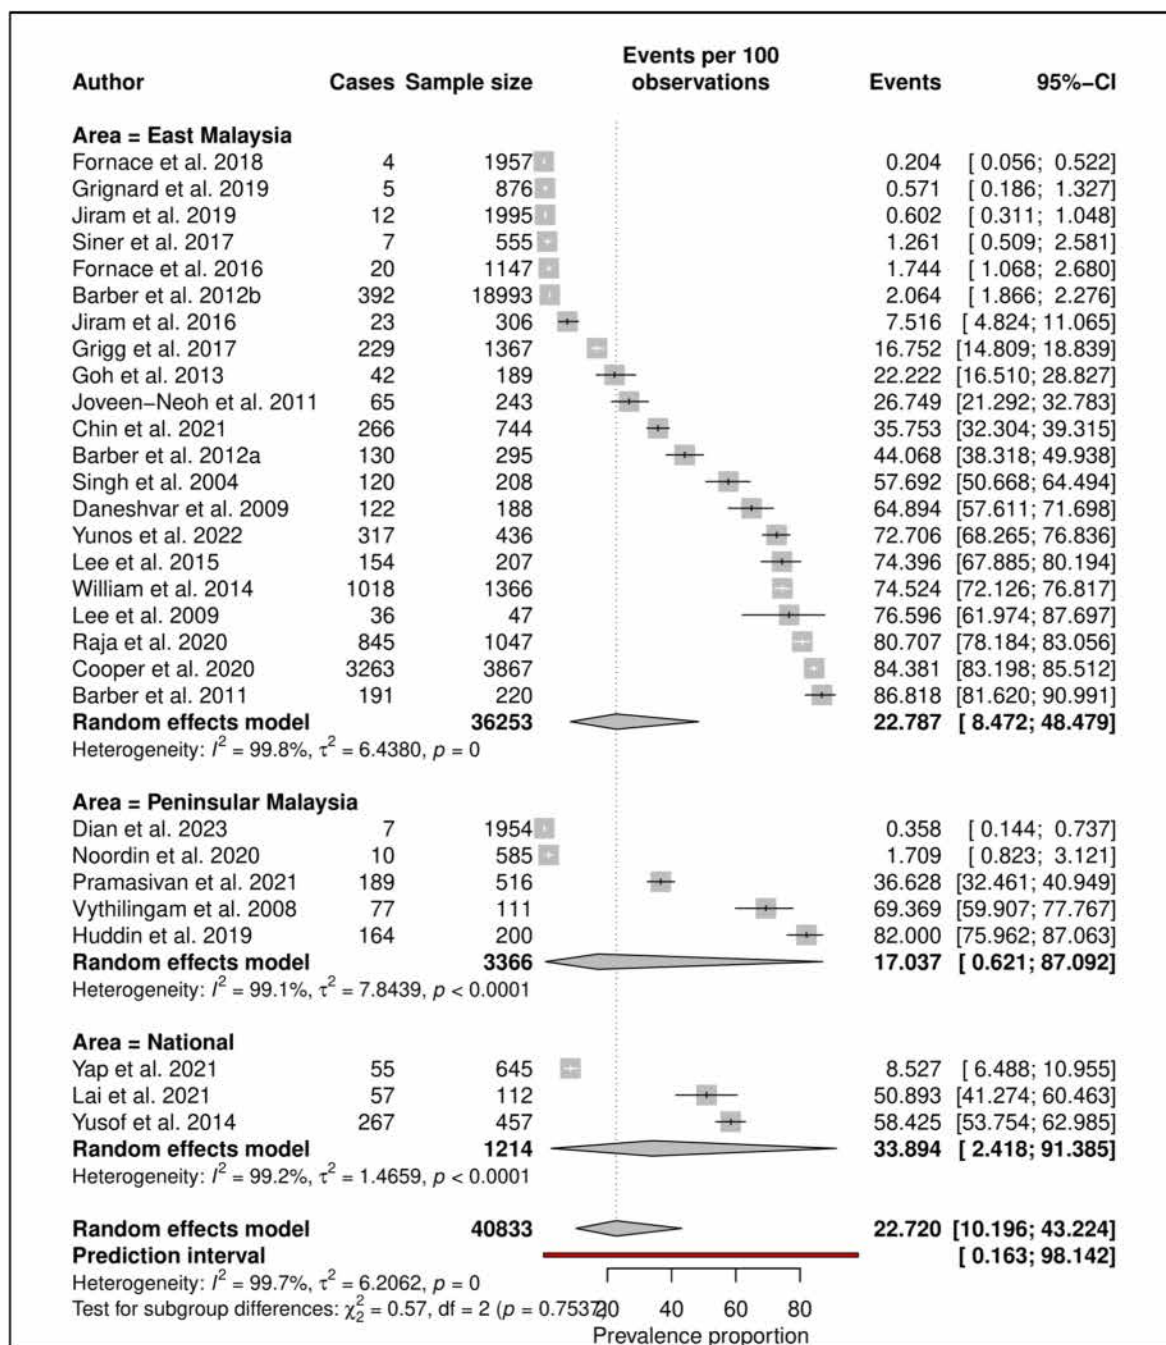 Events per 100
Author Cases Sample size observations Events 95%−CI
Area = East Malaysia
Fornace et al. 2018 4 1957 0.204 [ 0.056; 0.522]
Grignard et al. 2019 5 876 0.571 [ 0.186; 1.327]
Jiram et al. 2019 12 1995 0.602 [ 0.311; 1.048]
Siner et al. 2017 7 555 1.261 [ 0.509; 2.581]
Fornace et al. 2016 20 1147 1.744 [ 1.068; 2.680]
Barber et al. 2012b 392 18993 2.064 [ 1.866; 2.276]
Jiram et al. 2016 23 306 7.516 [ 4.824; 11.065]
Grigg et al. 2017 229 1367 16.752 [14.809; 18.839]
Goh et al. 2013 42 189 22.222 [16.510; 28.827]
Joveen−Neoh et al. 2011 65 243 26.749 [21.292; 32.783]
Chin et al. 2021 266 744 35.753 [32.304; 39.315]
Barber et al. 2012a 130 295 44.068 [38.318; 49.938]
Singh et al. 2004 120 208 57.692 [50.668; 64.494]
Daneshvar et al. 2009 122 188 64.894 [57.611; 71.698]
Yunos et al. 2022 317 436 72.706 [68.265; 76.836]
Lee et al. 2015 154 207 74.396 [67.885; 80.194]
William et al. 2014 1018 1366 74.524 [72.126; 76.817]
Lee et al. 2009 36 47 76.596 [61.974; 87.697]
Raja et al. 2020 845 1047 80.707 [78.184; 83.056]
Cooper et al. 2020 3263 3867 84.381 [83.198; 85.512]
Barber et al. 2011 191 220 86.818 [81.620; 90.991]
Random effects model 36253 22.787 [ 8.472; 48.479]
Heterogeneity: I² = 99.8%, τ² = 6.4380, p = 0
Area = Peninsular Malaysia
Dian et al. 2023 7 1954 0.358 [ 0.144; 0.737]
Noordin et al. 2020 10 585 1.709 [ 0.823; 3.121]
Pramasivan et al. 2021 189 516 36.628 [32.461; 40.949]
Vythilingam et al. 2008 77 111 69.369 [59.907; 77.767]
Huddin et al. 2019 164 200 82.000 [75.962; 87.063]
Random effects model 3366 17.037 [ 0.621; 87.092]
Heterogeneity: I² = 99.1%, τ² = 7.8439, p < 0.0001
Area = National
Yap et al. 2021 55 645 8.527 [ 6.488; 10.955]
Lai et al. 2021 57 112 50.893 [41.274; 60.463]
Yusof et al. 2014 267 457 58.425 [53.754; 62.985]
Random effects model 1214 33.894 [ 2.418; 91.385]
Heterogeneity: I² = 99.2%, τ² = 1.4659, p < 0.0001
Random effects model 40833 22.720 [10.196; 43.224]
Prediction interval [ 0.163; 98.142]
Heterogeneity: I² = 99.7%, τ² = 6.2062, p = 0
Test for subgroup differences: χ²₂ = 0.57, df = 2 (p = 0.7537) 20 40 60 80
Prevalence proportion